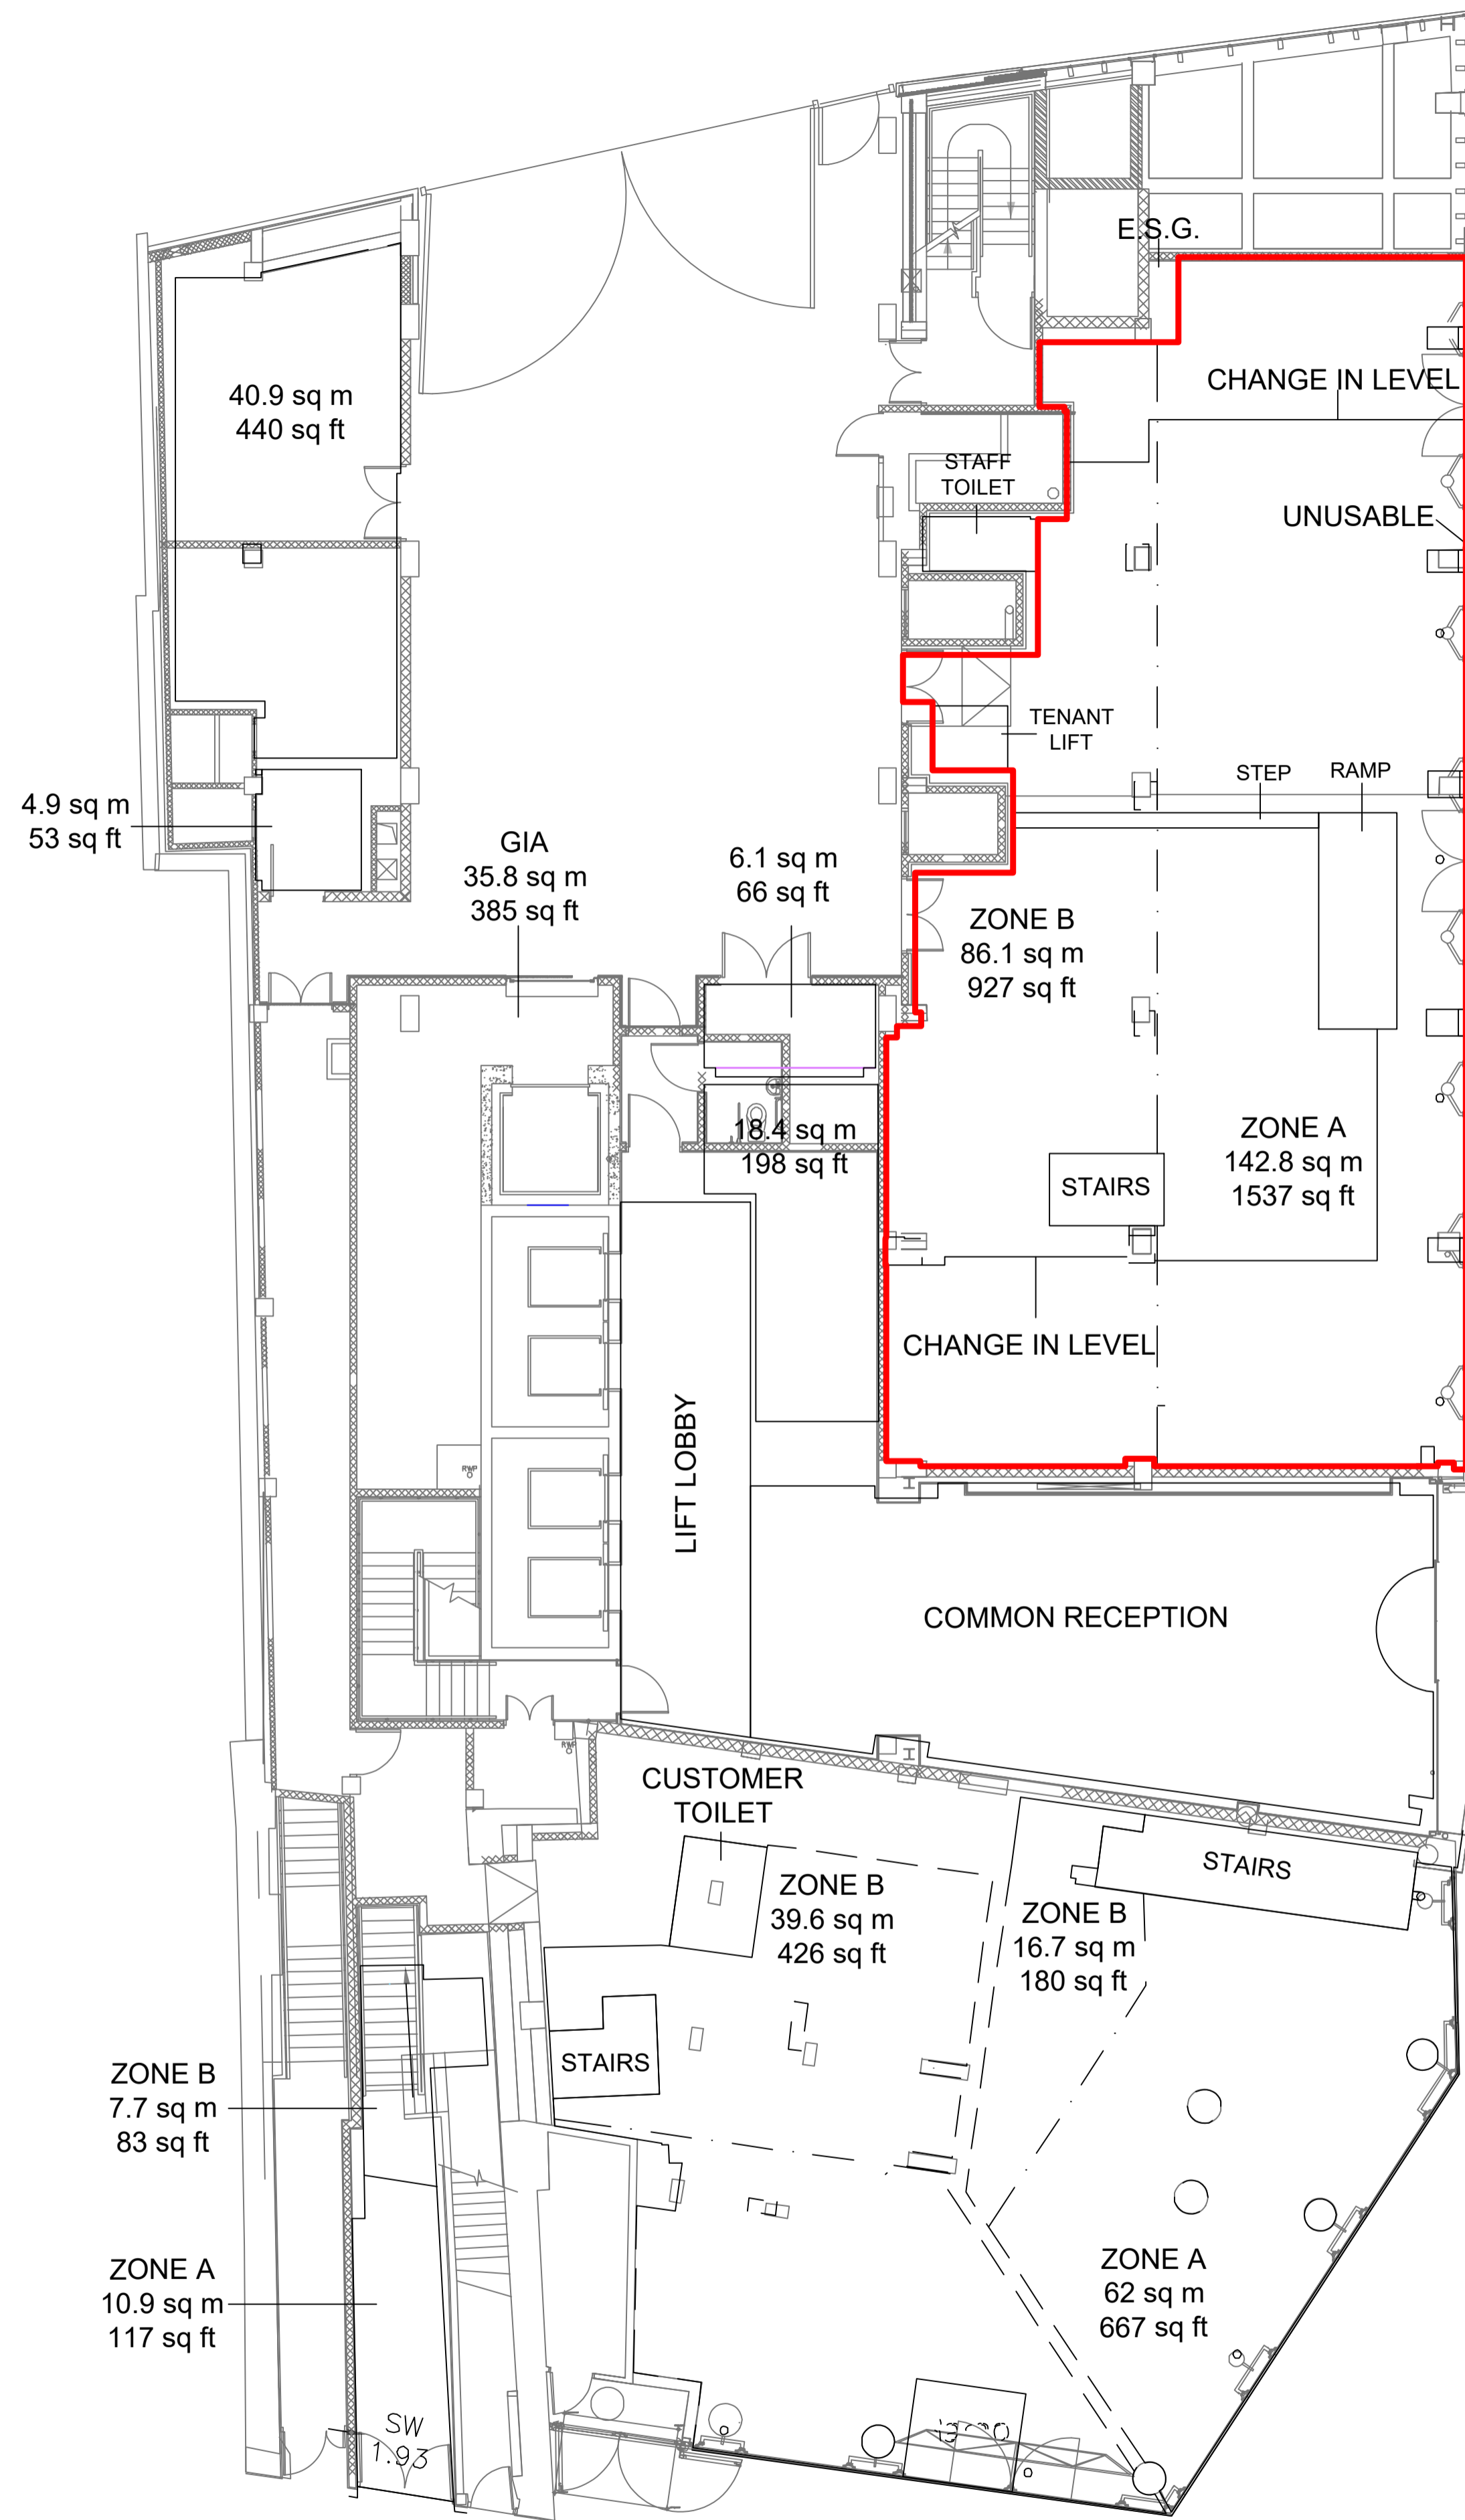 E.S.G.
CHANGE IN LEVEL
40.9 sq m
440 sq ft
STAFF
TOILET
UNUSABLE
TENANT
LIFT
STEP
RAMP
4.9 sq m
53 sq ft
GIA
35.8 sq m
385 sq ft
6.1 sq m
66 sq ft
ZONE B
86.1 sq m
927 sq ft
18.4 sq m
198 sq ft
ZONE A
142.8 sq m
1537 sq ft
STAIRS
CHANGE IN LEVEL
LIFT LOBBY
RWP
COMMON RECEPTION
RWP
CUSTOMER
TOILET
ZONE B
39.6 sq m
426 sq ft
STAIRS
ZONE B
16.7 sq m
180 sq ft
STAIRS
ZONE B
7.7 sq m
83 sq ft
ZONE A
10.9 sq m
117 sq ft
ZONE A
62 sq m
667 sq ft
SW
1.93